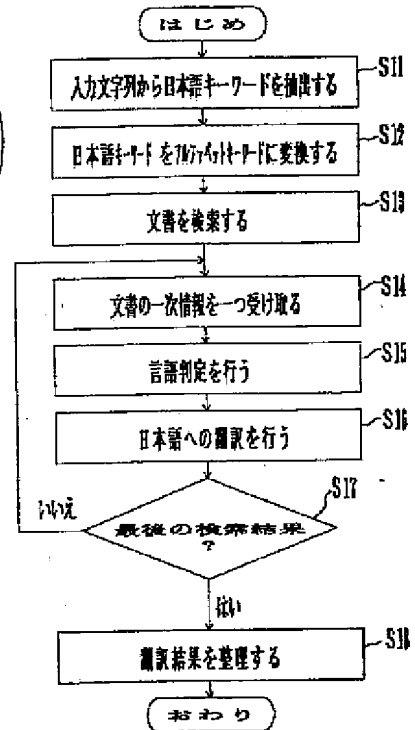 はじめ
入力文字列から日本語キーワードを抽出する
S11
日本語キーワードをアルファベットキーワードに変換する
S12
文書を検索する
S13
文書の一次情報を一つ受け取る
S14
言語判定を行う
S15
日本語への翻訳を行う
S16
最後の検索結果
?
S17
いいえ
はい
翻訳結果を整理する
S18
おわり